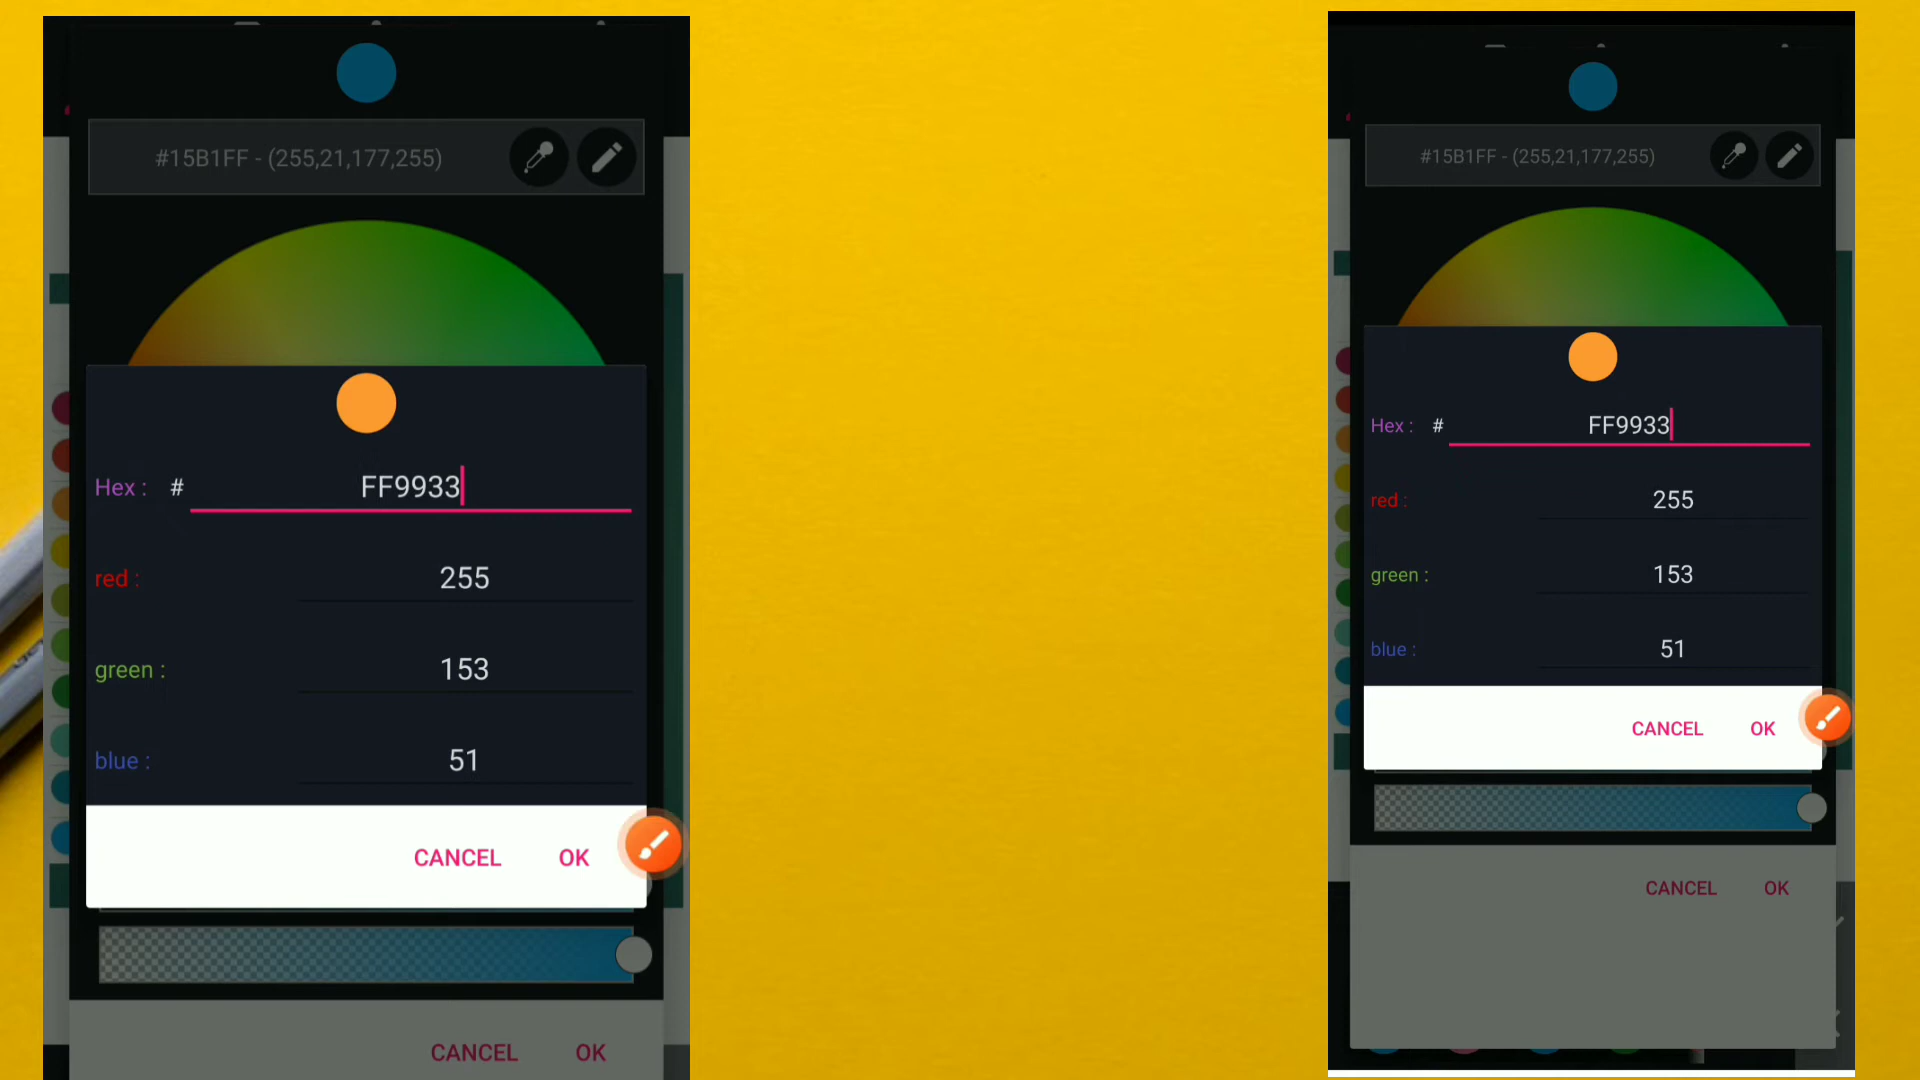 #15B1FF - (255,21,177,255)
Hex : # FF9933
red : 255
green : 153
blue : 51
CANCEL OK
CANCEL OK
#15B1FF - (255,21,177,255)
Hex : # FF9933
red : 255
green : 153
blue : 51
CANCEL OK
CANCEL OK